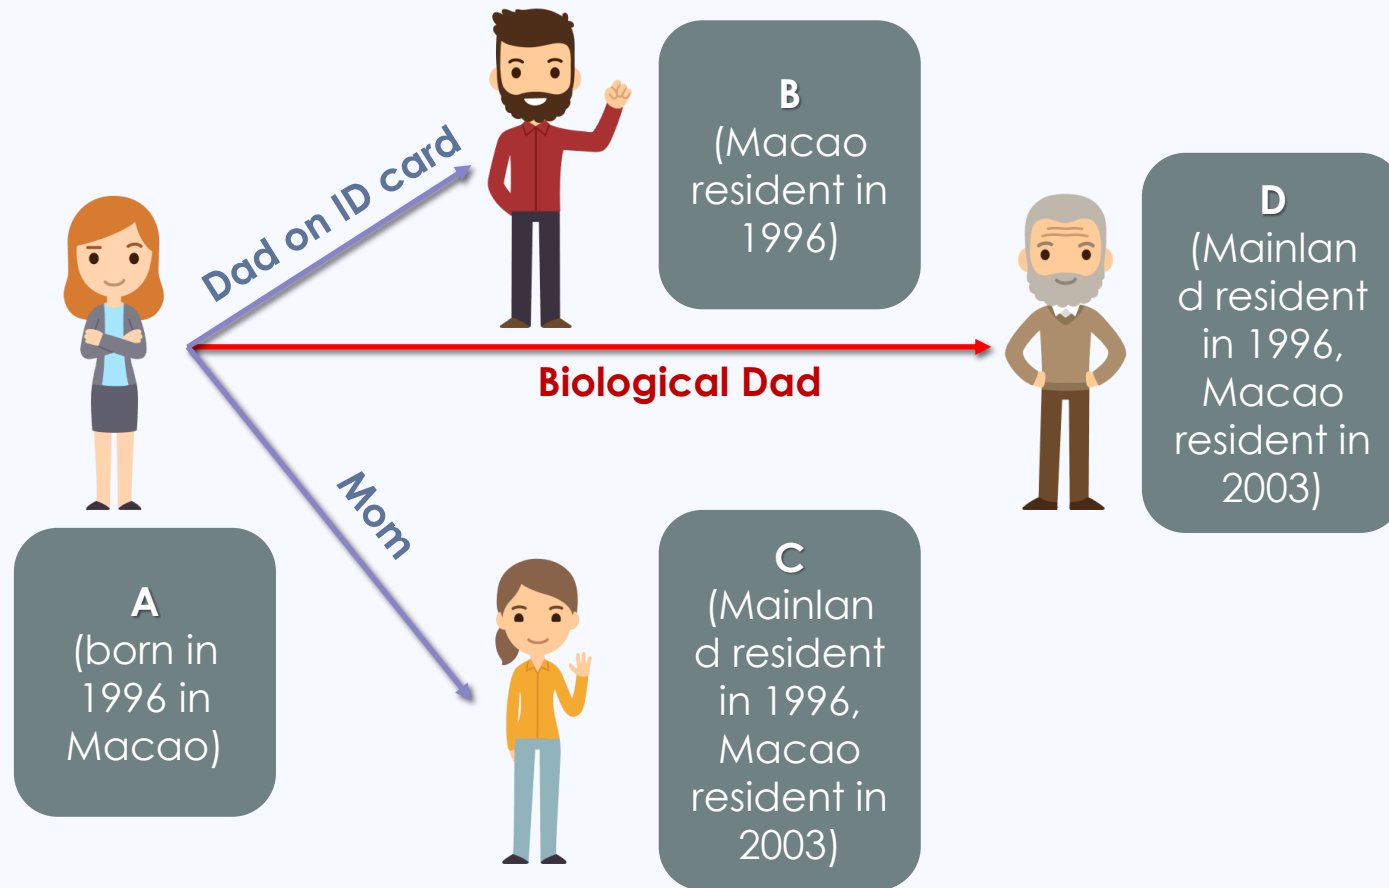 Dad on ID card
B
(Macao
resident in
1996)
D
(Mainlan
d resident
in 1996,
Macao
resident in
2003)
Biological Dad
Mom
A
(born in
1996 in
Macao)
C
(Mainlan
d resident
in 1996,
Macao
resident in
2003)